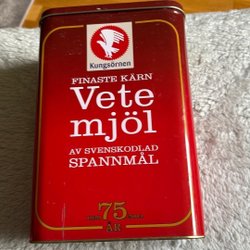 Kungsörnen
FINASTE KÄRN
Vete
mjöl
AV SVENSKODLAD
SPANNMÅL
75
ÅR